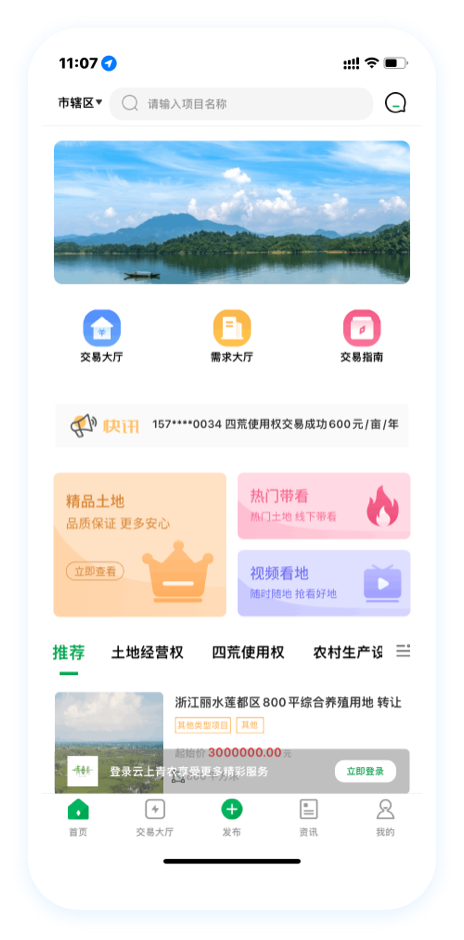 11:07
市辖区
请输入项目名称
交易大厅
需求大厅
交易指南
快讯
157****0034 四荒使用权交易成功600元/亩/年
精品土地
品质保证 更多安心
立即查看
热门带看
热门土地 线下带看
视频看地
随时随地 抢看好地
推荐
土地经营权
四荒使用权
农村生产设
浙江丽水莲都区800平综合养殖用地 转让
其他类型项目
其他
起始价 3000000.00元
登录云上青农享受更多精彩服务
立即登录
首页
交易大厅
发布
资讯
我的